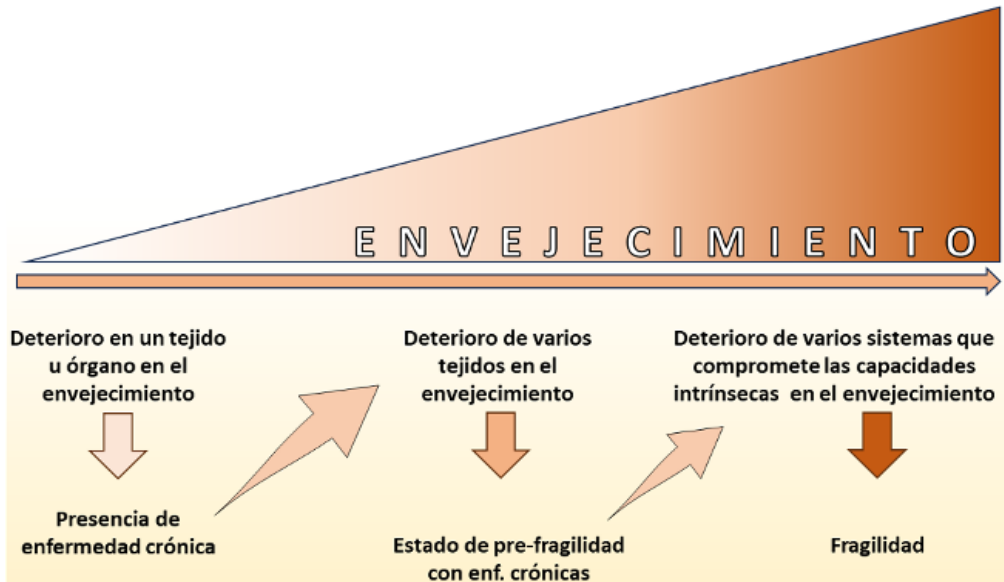 ENVEJECIMIENTO
Deterioro en un tejido
u órgano en el
envejecimiento
Presencia de
enfermedad crónica
Deterioro de varios
tejidos en el
envejecimiento
Estado de pre-fragilidad
con enf. crónicas
Deterioro de varios sistemas que
compromete las capacidades
intrínsecas en el envejecimiento
Fragilidad